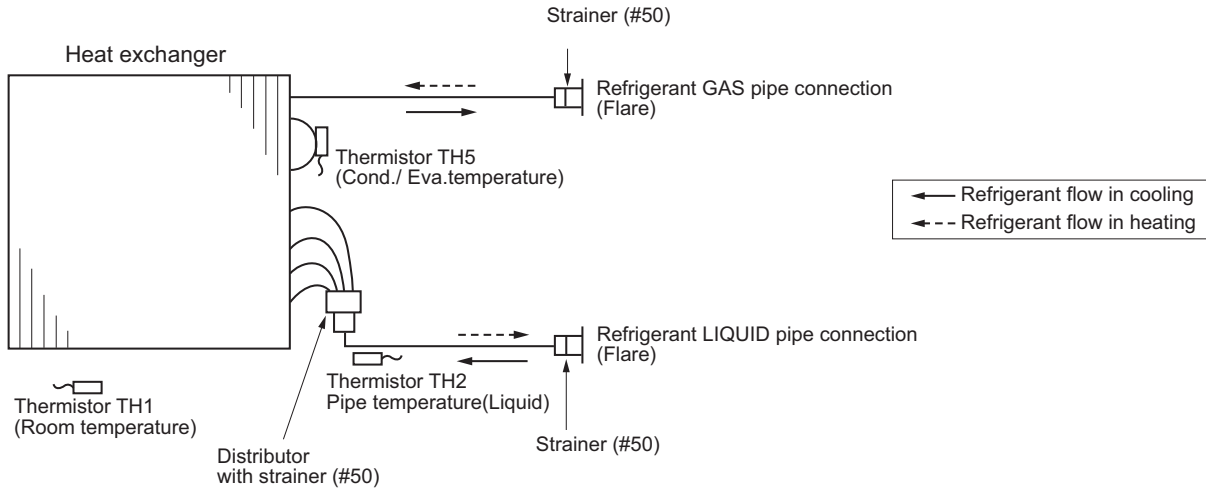 Strainer (#50)
Heat exchanger
Refrigerant GAS pipe connection
(Flare)
Thermistor TH5
(Cond./ Eva.temperature)
Refrigerant flow in cooling
Refrigerant flow in heating
Refrigerant LIQUID pipe connection
(Flare)
Thermistor TH2
Pipe temperature(Liquid)
Thermistor TH1
(Room temperature)
Strainer (#50)
Distributor
with strainer (#50)